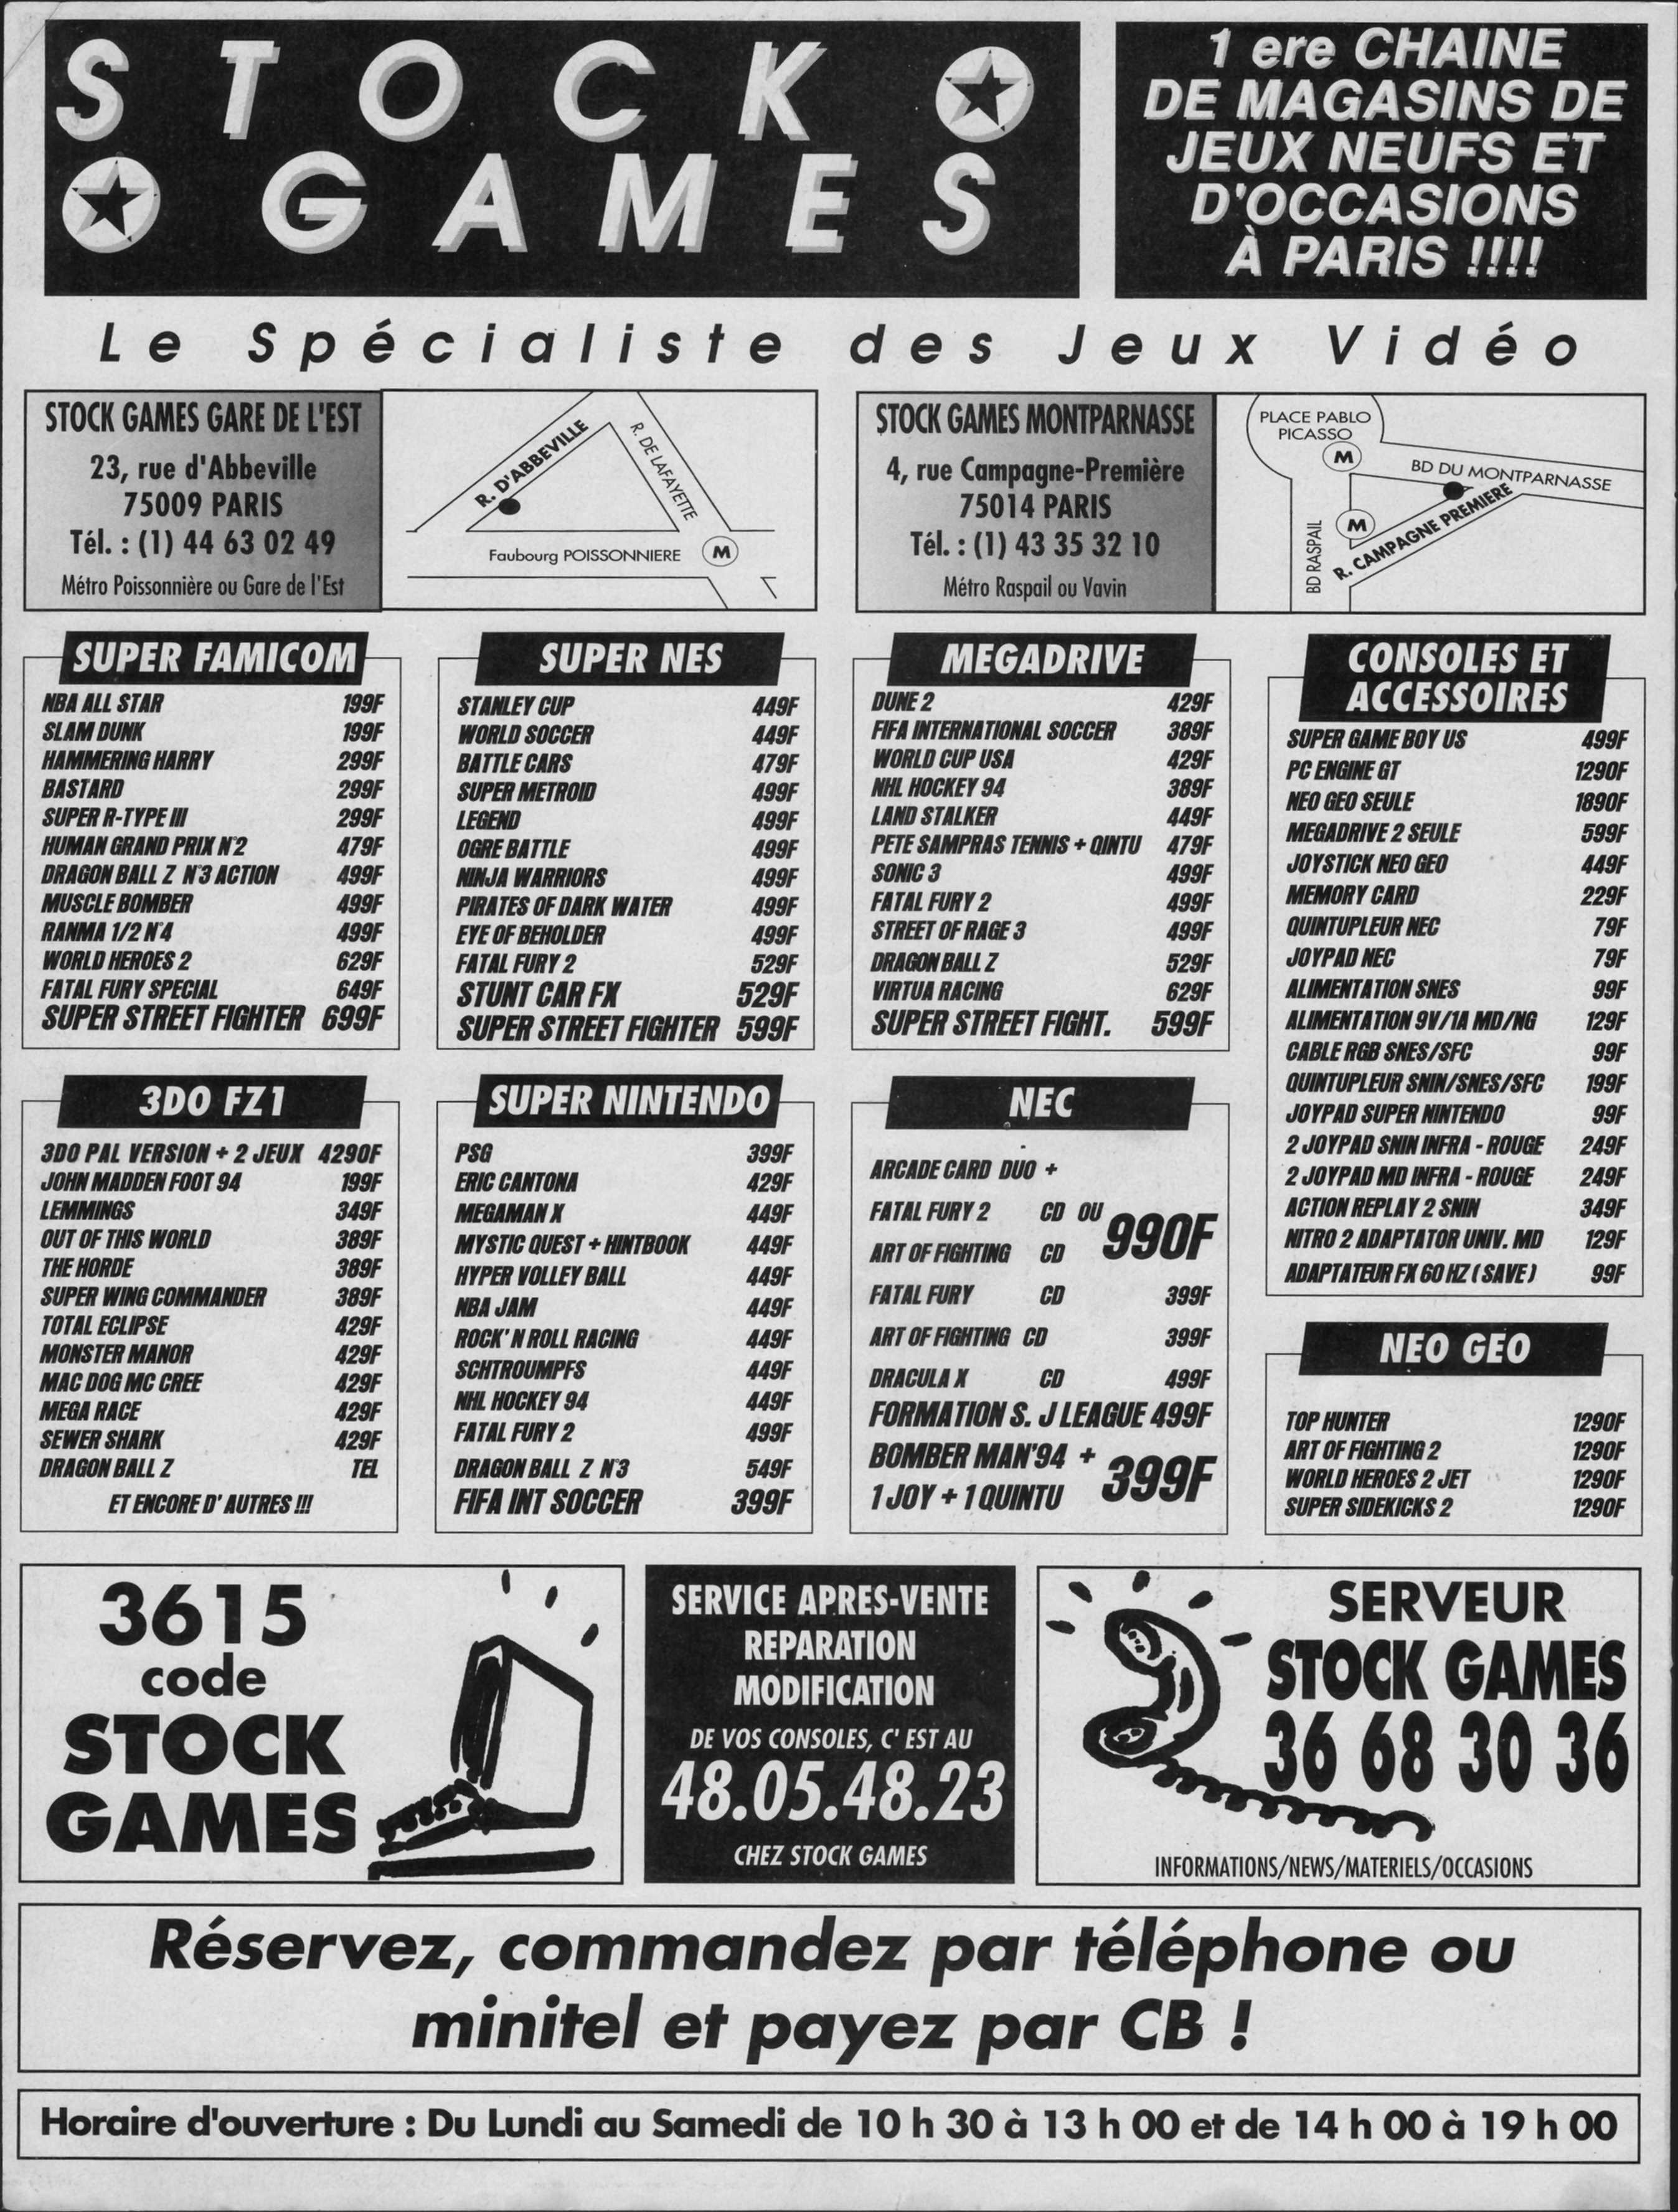 STOCK
GAMES
1 ere CHAINE
DE MAGASINS DE
JEUX NEUFS ET
D'OCCASIONS
À PARIS !!!!
Le Spécialiste des Jeux Vidéo
STOCK GAMES GARE DE L'EST
23, rue d'Abbeville
75009 PARIS
Tél. : (1) 44 63 02 49
Métro Poissonnière ou Gare de l'Est
R. D'ABBEVILLE
R. DE LAFAYETTE
Faubourg POISSONNIERE
M
STOCK GAMES MONTPARNASSE
4, rue Campagne-Première
75014 PARIS
Tél. : (1) 43 35 32 10
Métro Raspail ou Vavin
PLACE PABLO
PICASSO
M
BD DU MONTPARNASSE
M
BD RASPAIL
R. CAMPAGNE PREMIERE
SUPER FAMICOM
NBA ALL STAR 199F
SLAM DUNK 199F
HAMMERING HARRY 299F
BASTARD 299F
SUPER R-TYPE III 299F
HUMAN GRAND PRIX N°2 479F
DRAGON BALL Z N°3 ACTION 499F
MUSCLE BOMBER 499F
RANMA 1/2 N°4 499F
WORLD HEROES 2 629F
FATAL FURY SPECIAL 649F
SUPER STREET FIGHTER 699F
SUPER NES
STANLEY CUP 449F
WORLD SOCCER 449F
BATTLE CARS 479F
SUPER METROID 499F
LEGEND 499F
OGRE BATTLE 499F
NINJA WARRIORS 499F
PIRATES OF DARK WATER 499F
EYE OF BEHOLDER 499F
FATAL FURY 2 529F
STUNT CAR FX 529F
SUPER STREET FIGHTER 599F
MEGADRIVE
DUNE 2 429F
FIFA INTERNATIONAL SOCCER 389F
WORLD CUP USA 429F
NHL HOCKEY 94 389F
LAND STALKER 449F
PETE SAMPRAS TENNIS + QINTU 479F
SONIC 3 499F
FATAL FURY 2 499F
STREET OF RAGE 3 499F
DRAGON BALL Z 529F
VIRTUA RACING 629F
SUPER STREET FIGHT. 599F
CONSOLES ET
ACCESSOIRES
SUPER GAME BOY US 499F
PC ENGINE GT 1290F
NEO GEO SEULE 1890F
MEGADRIVE 2 SEULE 599F
JOYSTICK NEO GEO 449F
MEMORY CARD 229F
QUINTUPLEUR NEC 79F
JOYPAD NEC 79F
ALIMENTATION SNES 99F
ALIMENTATION 9V/1A MD/NG 129F
CABLE RGB SNES/SFC 99F
QUINTUPLEUR SNIN/SNES/SFC 199F
JOYPAD SUPER NINTENDO 99F
2 JOYPAD SNIN INFRA - ROUGE 249F
2 JOYPAD MD INFRA - ROUGE 249F
ACTION REPLAY 2 SNIN 349F
NITRO 2 ADAPTATOR UNIV. MD 129F
ADAPTATEUR FX 60 HZ ( SAVE ) 99F
3DO FZ1
3DO PAL VERSION + 2 JEUX 4290F
JOHN MADDEN FOOT 94 199F
LEMMINGS 349F
OUT OF THIS WORLD 389F
THE HORDE 389F
SUPER WING COMMANDER 389F
TOTAL ECLIPSE 429F
MONSTER MANOR 429F
MAC DOG MC CREE 429F
MEGA RACE 429F
SEWER SHARK 429F
DRAGON BALL Z TEL
ET ENCORE D' AUTRES !!!
SUPER NINTENDO
PSG 399F
ERIC CANTONA 429F
MEGAMAN X 449F
MYSTIC QUEST + HINTBOOK 449F
HYPER VOLLEY BALL 449F
NBA JAM 449F
ROCK' N ROLL RACING 449F
SCHTROUMPFS 449F
NHL HOCKEY 94 449F
FATAL FURY 2 499F
DRAGON BALL Z N°3 549F
FIFA INT SOCCER 399F
NEC
ARCADE CARD DUO +
FATAL FURY 2 CD OU
ART OF FIGHTING CD 990F
FATAL FURY CD 399F
ART OF FIGHTING CD 399F
DRACULA X CD 499F
FORMATION S. J LEAGUE 499F
BOMBER MAN'94 +
1 JOY + 1 QUINTU 399F
NEO GEO
TOP HUNTER 1290F
ART OF FIGHTING 2 1290F
WORLD HEROES 2 JET 1290F
SUPER SIDEKICKS 2 1290F
3615
code
STOCK
GAMES
SERVICE APRES-VENTE
REPARATION
MODIFICATION
DE VOS CONSOLES, C' EST AU
48.05.48.23
CHEZ STOCK GAMES
SERVEUR
STOCK GAMES
36 68 30 36
INFORMATIONS/NEWS/MATERIELS/OCCASIONS
Réservez, commandez par téléphone ou
minitel et payez par CB !
Horaire d'ouverture : Du Lundi au Samedi de 10 h 30 à 13 h 00 et de 14 h 00 à 19 h 00